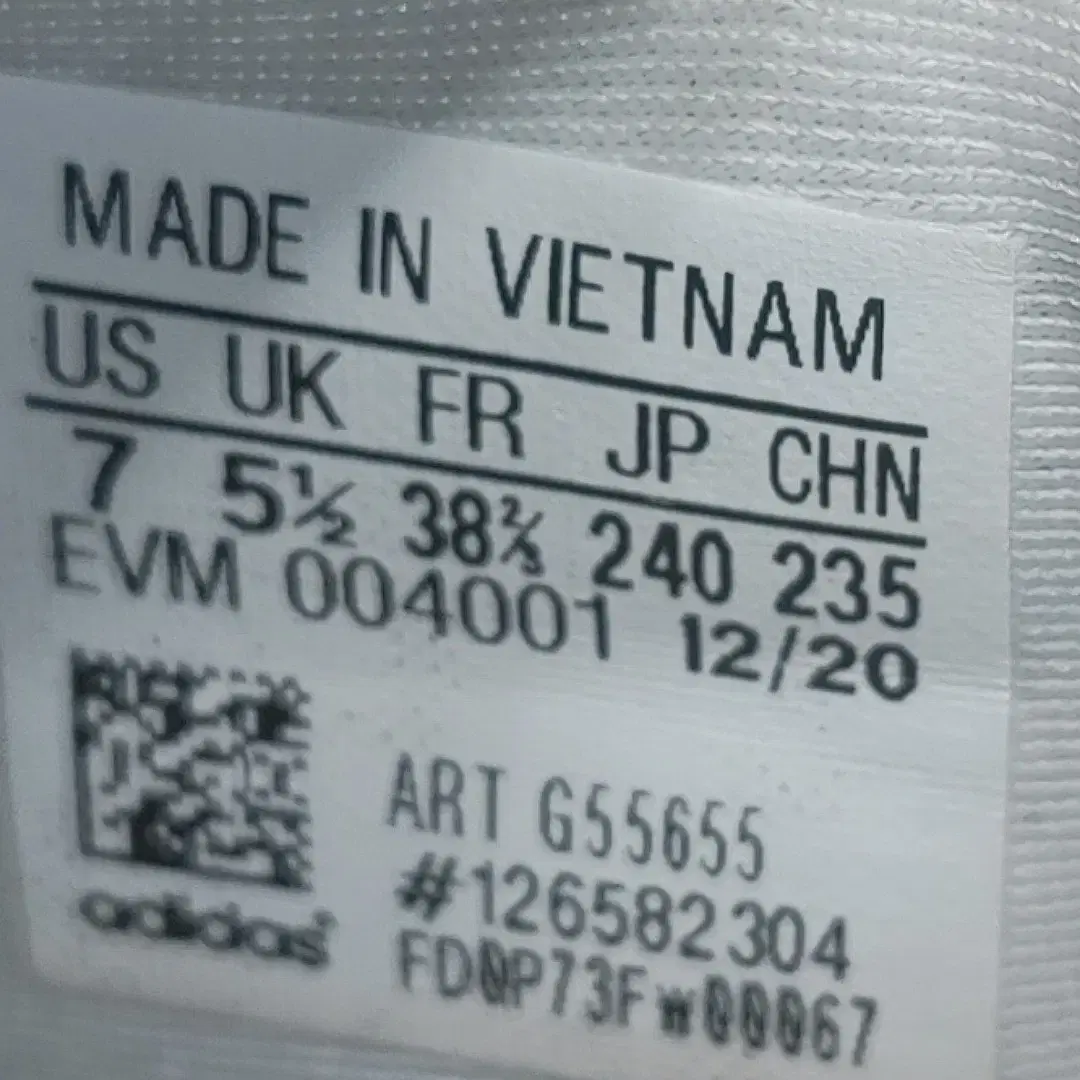 MADE IN VIETNAM
US UK FR JP CHN
7 5½ 38⅔ 240 235
EVM 004001 12/20
ART G55655
#126582304
adidas
FD0P73Fw00067